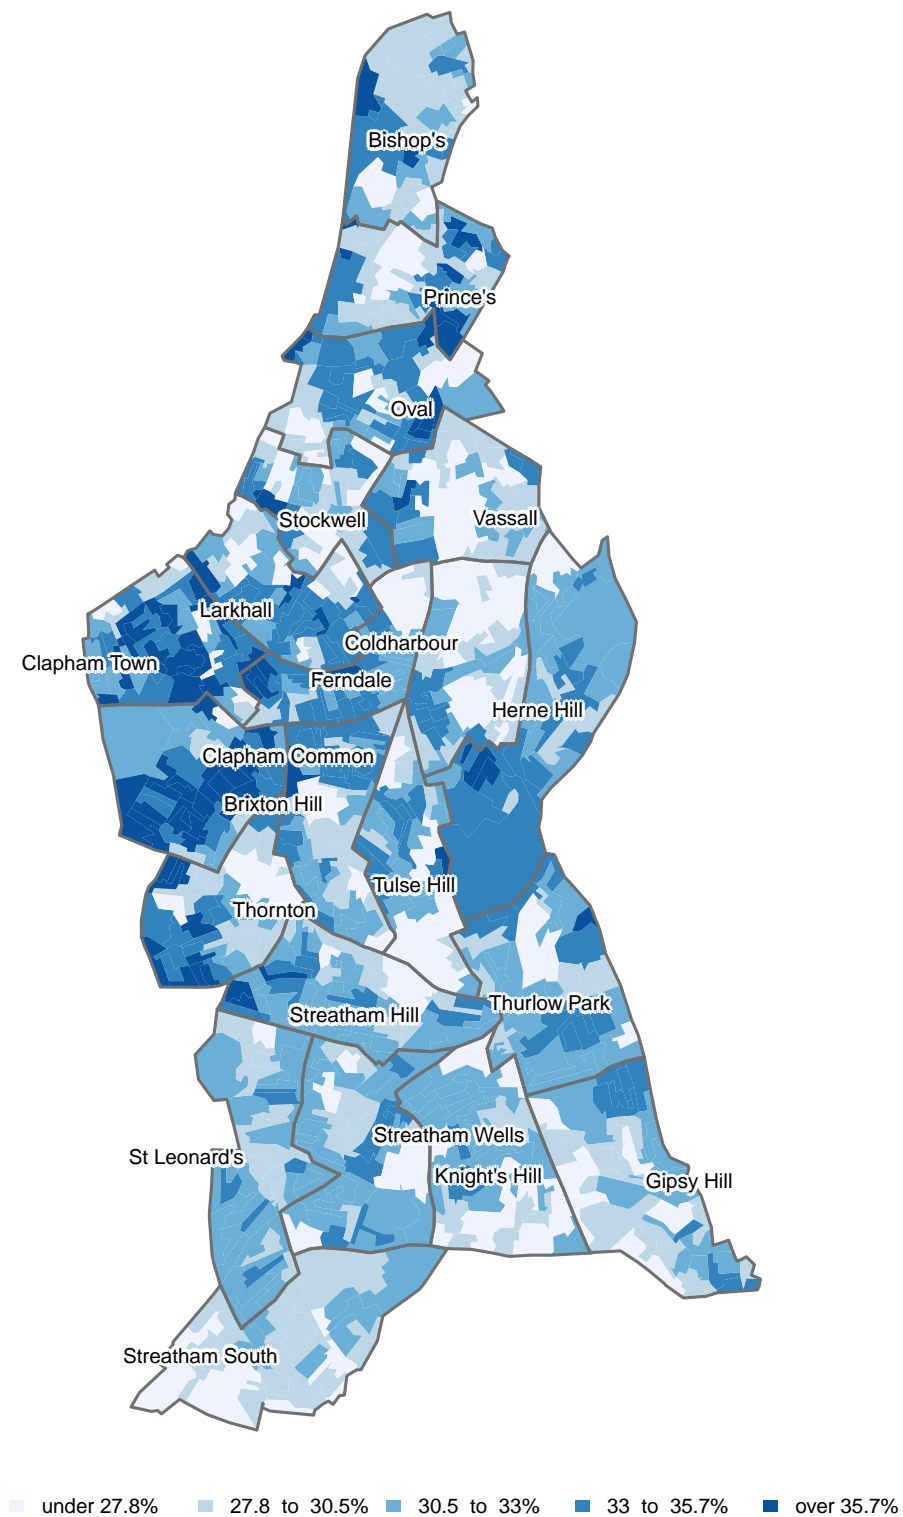 Bishop's
Prince's
Oval
Stockwell
Vassall
Larkhall
Coldharbour
Clapham Town
Ferndale
Herne Hill
Clapham Common
Brixton Hill
Tulse Hill
Thornton
Thurlow Park
Streatham Hill
Streatham Wells
St Leonard's
Knight's Hill
Gipsy Hill
Streatham South
under 27.8% 27.8 to 30.5% 30.5 to 33% 33 to 35.7% over 35.7%